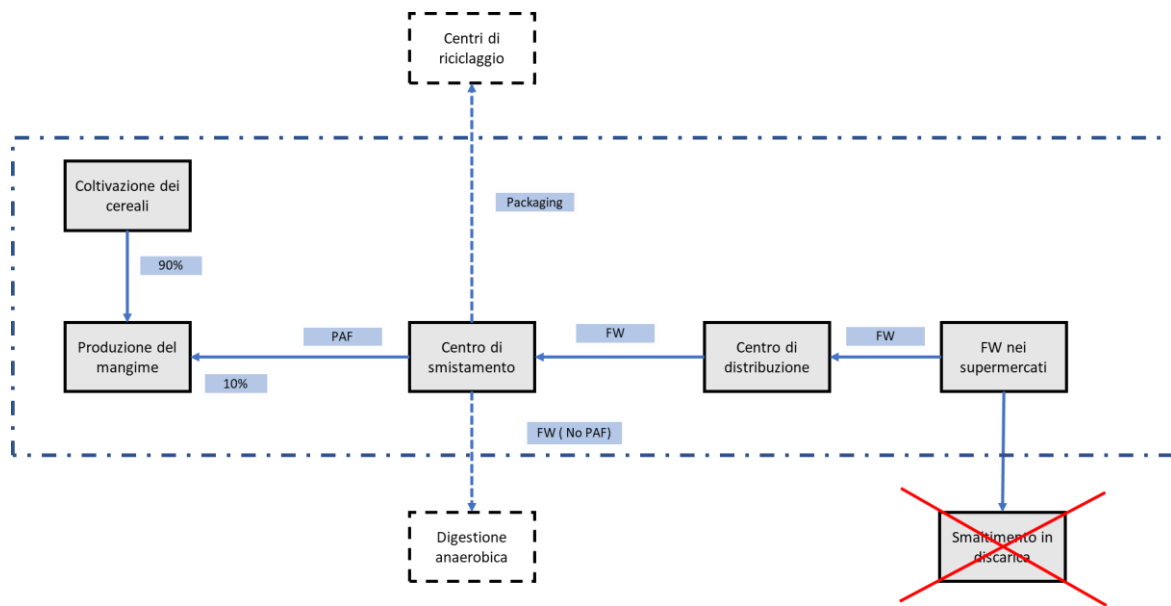 Centri di
riciclaggio
Coltivazione dei
cereali
Packaging
90%
Produzione del
mangime
PAF
10%
Centro di
smistamento
FW
Centro di
distribuzione
FW
FW nei
supermercati
FW ( No PAF)
Digestione
anaerobica
Smaltimento in
discarica